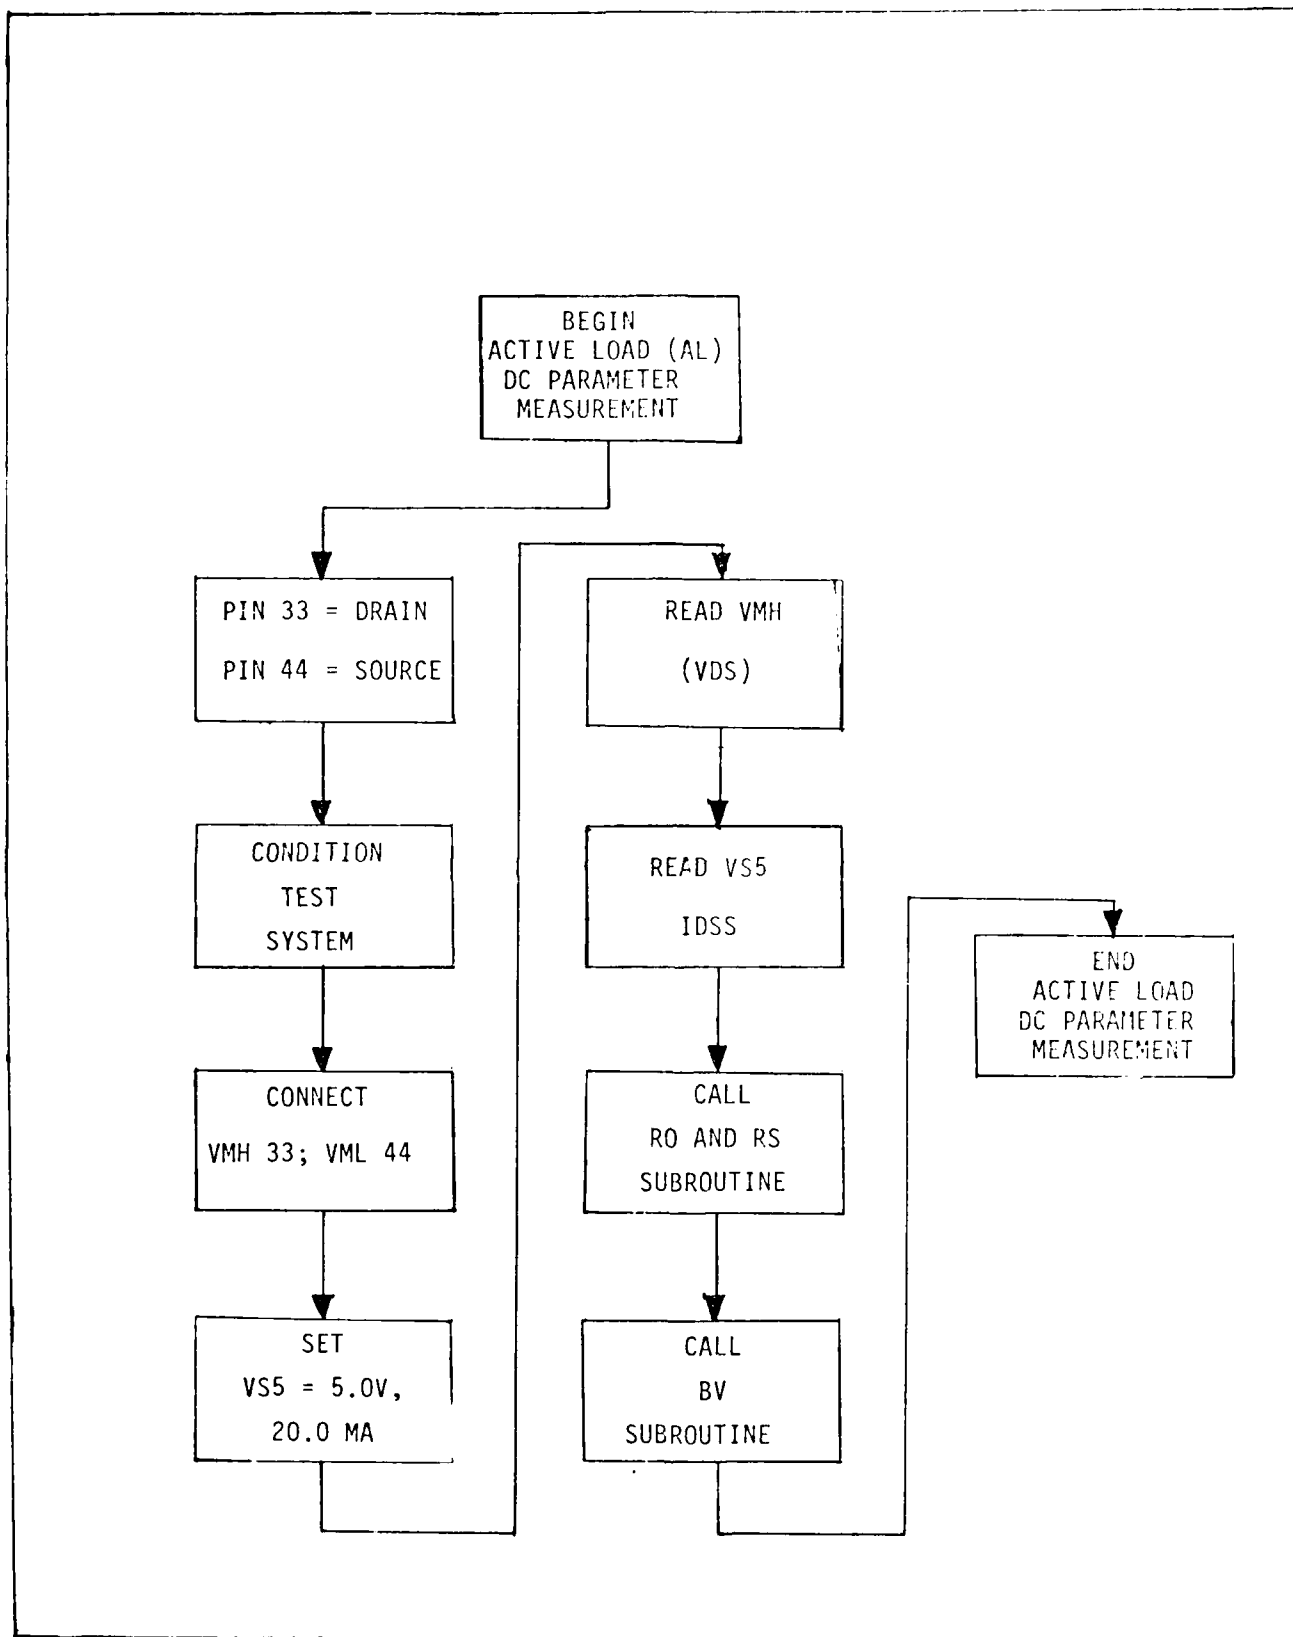 BEGIN
ACTIVE LOAD (AL)
DC PARAMETER
MEASUREMENT
PIN 33 = DRAIN
PIN 44 = SOURCE
CONDITION
TEST
SYSTEM
CONNECT
VMH 33; VML 44
SET
VS5 = 5.0V,
20.0 MA
READ VMH
(VDS)
READ VS5
IDSS
CALL
RO AND RS
SUBROUTINE
CALL
BV
SUBROUTINE
END
ACTIVE LOAD
DC PARAMETER
MEASUREMENT